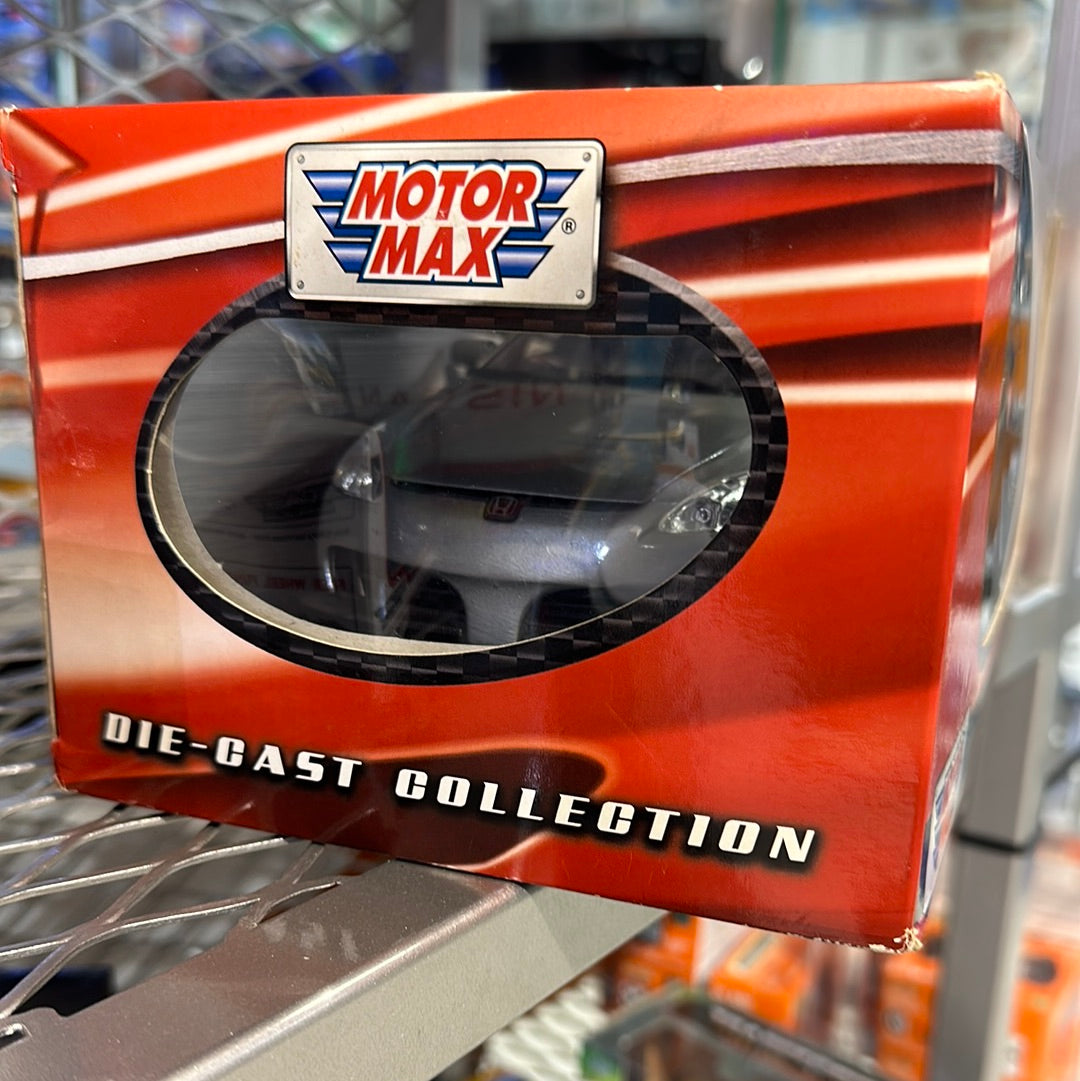 MOTOR
MAX
®
DIE-CAST COLLECTION